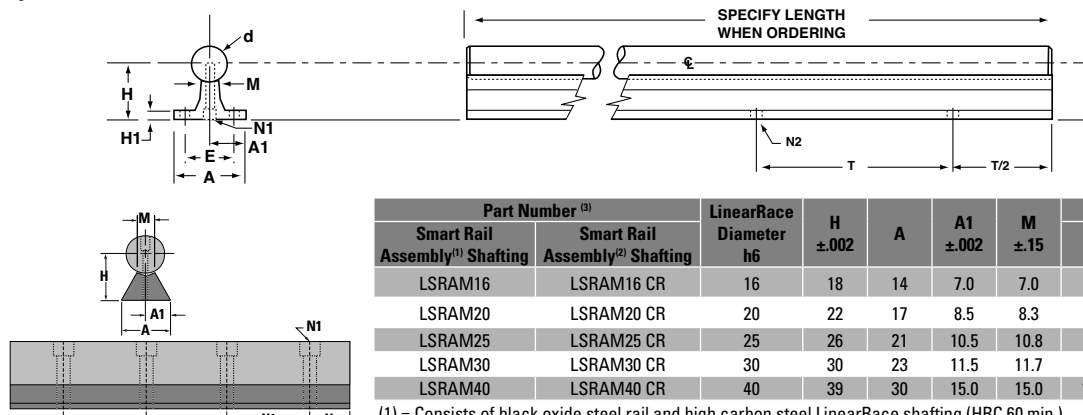 SPECIFY LENGTH
WHEN ORDERING
d
M
H
H1
N1
A1
E
A
℄
N2
T
T/2
M
H
A1
A
N1
Part Number (3)
LinearRace Diameter h6
H ±.002
A
A1 ±.002
M ±.15
Smart Rail Assembly(1) Shafting
Smart Rail Assembly(2) Shafting
LSRAM16 LSRAM16 CR 16 18 14 7.0 7.0
LSRAM20 LSRAM20 CR 20 22 17 8.5 8.3
LSRAM25 LSRAM25 CR 25 26 21 10.5 10.8
LSRAM30 LSRAM30 CR 30 30 23 11.5 11.7
LSRAM40 LSRAM40 CR 40 39 30 15.0 15.0
(1) = Consists of black oxide steel rail and high carbon steel LinearRace shafting (HRC 60 min.)